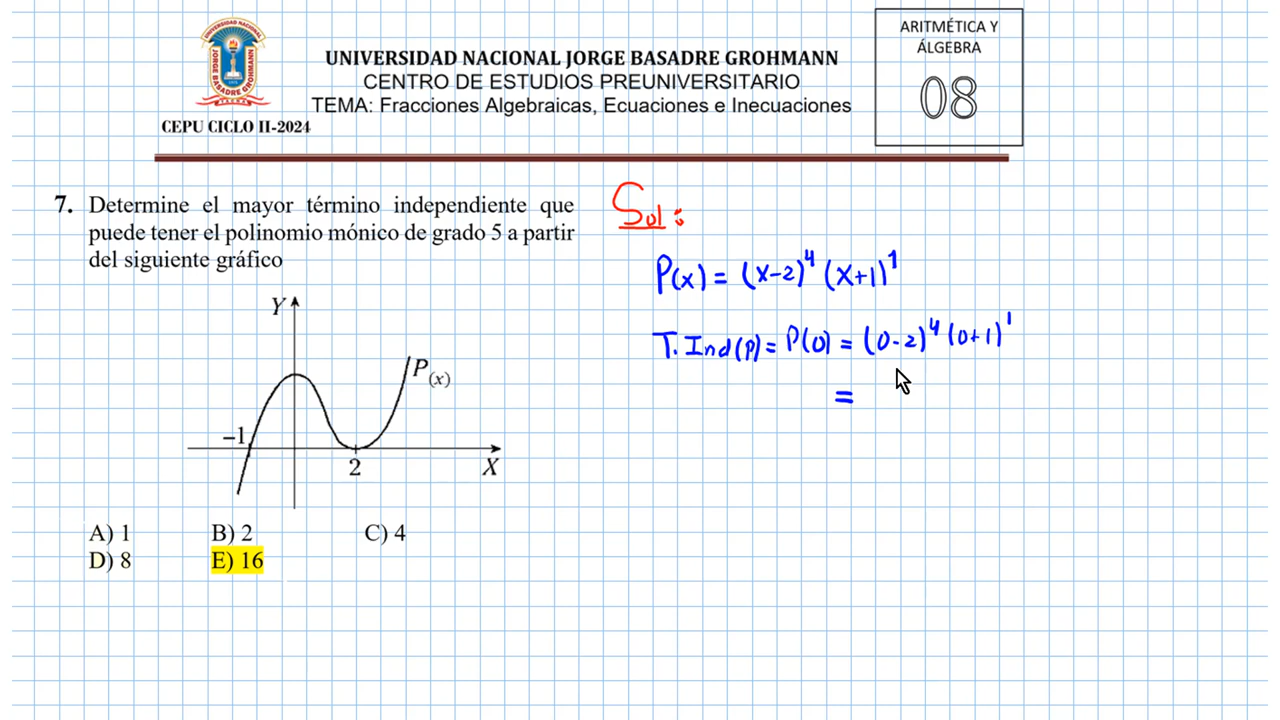 UNIVERSIDAD NACIONAL JORGE BASADRE GROHMANN
CENTRO DE ESTUDIOS PREUNIVERSITARIO
TEMA: Fracciones Algebraicas, Ecuaciones e Inecuaciones
CEPU CICLO II-2024
ARITMÉTICA Y
ÁLGEBRA
08
7. Determine el mayor término independiente que
puede tener el polinomio mónico de grado 5 a partir
del siguiente gráfico
Y
P(x)
−1
2
X
A) 1 B) 2 C) 4
D) 8 E) 16
Sol:
P(x) = (x-2)^4 (x+1)^1
T. Ind(P) = P(0) = (0-2)^4 (0+1)^1
=